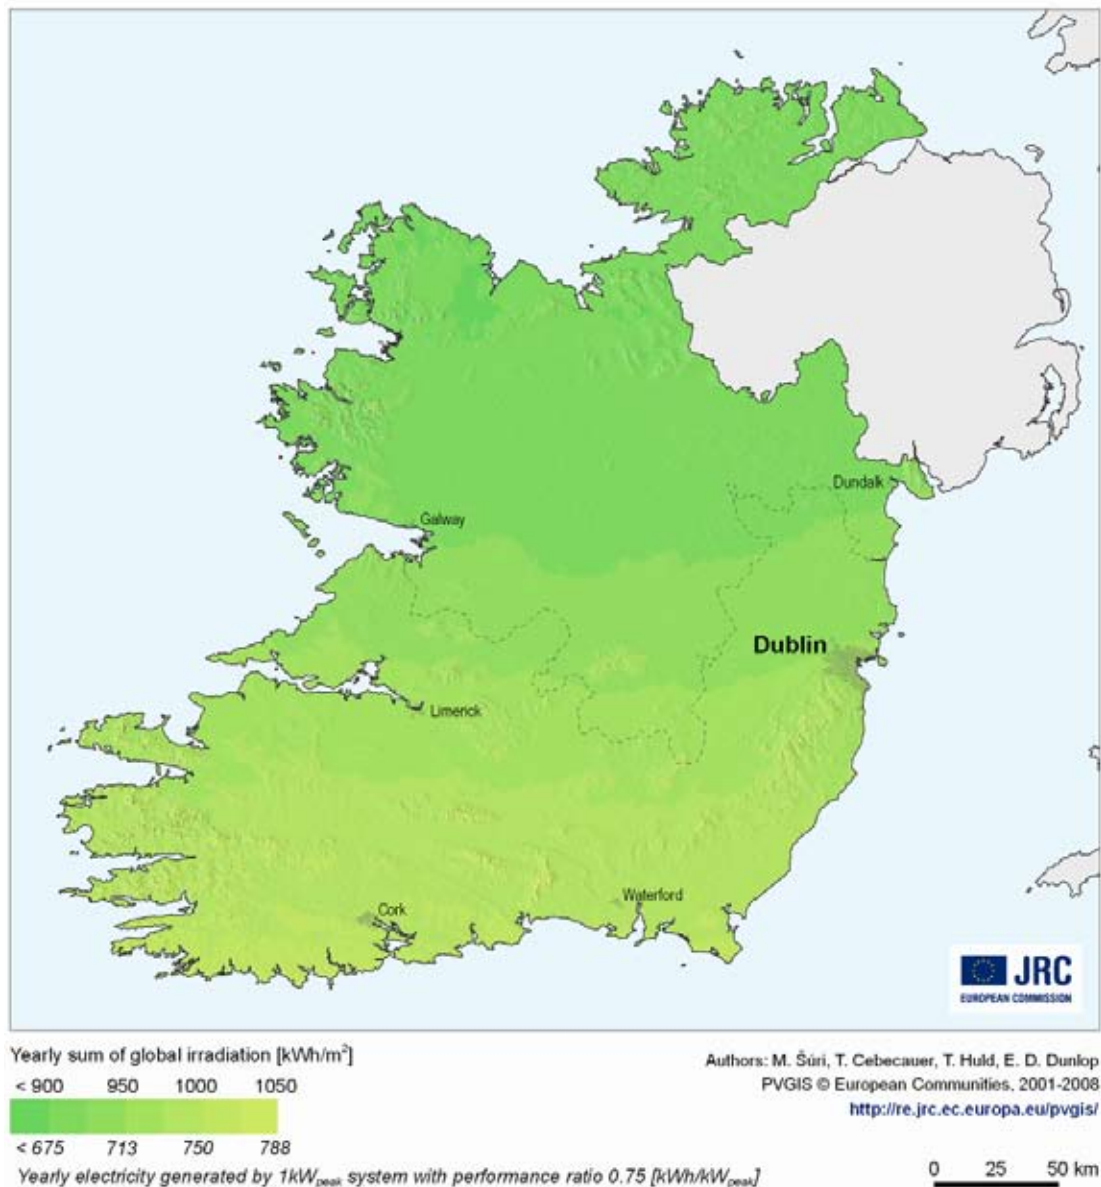 Dundalk
Galway
Dublin
Limerick
Waterford
Cork
JRC
EUROPEAN COMMISSION
Yearly sum of global irradiation [kWh/m²]
< 900 950 1000 1050
< 675 713 750 788
Yearly electricity generated by 1kWpeak system with performance ratio 0.75 [kWh/kWpeak]
Authors: M. Šúri, T. Cebecauer, T. Huld, E. D. Dunlop
PVGIS © European Communities, 2001-2008
http://re.jrc.ec.europa.eu/pvgis/
0 25 50 km